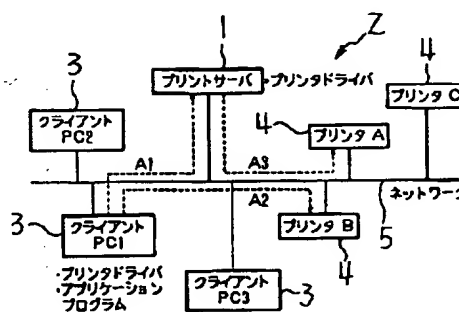 1
Z
プリントサーバ
・プリンタドライバ
4
プリンタ C
3
クライアント
PC2
4
プリンタ A
A1
A3
A2
ネットワーク
5
3
クライアント
PC1
プリンタ B
4
・プリンタドライバ
・アプリケーション
プログラム
クライアント
PC3
3